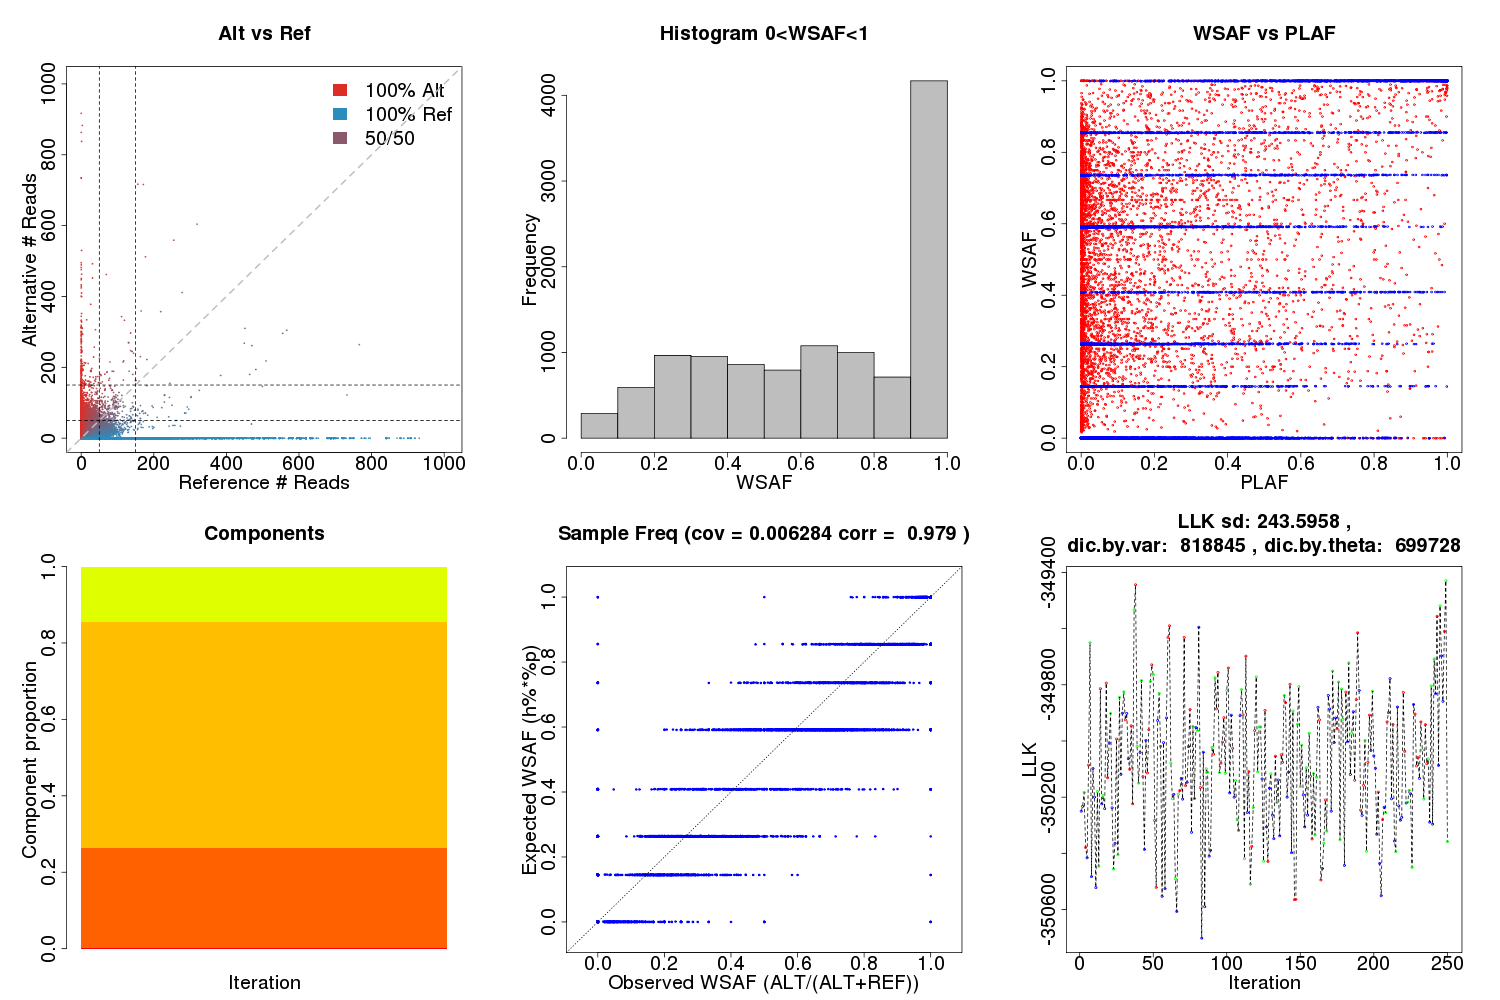 Alt vs Ref
1000
800
600
400
200
0
Alternative # Reads
100% Alt
100% Ref
50/50
0 200 400 600 800 1000
Reference # Reads
Histogram 0<WSAF<1
4000
3000
2000
1000
0
Frequency
0.0 0.2 0.4 0.6 0.8 1.0
WSAF
WSAF vs PLAF
1.0
0.8
0.6
0.4
0.2
0.0
WSAF
0.0 0.2 0.4 0.6 0.8 1.0
PLAF
Components
1.0
0.8
0.6
0.4
0.2
0.0
Component proportion
Iteration
Sample Freq (cov = 0.006284 corr = 0.979 )
1.0
0.8
0.6
0.4
0.2
0.0
Expected WSAF (h%*%p)
0.0 0.2 0.4 0.6 0.8 1.0
Observed WSAF (ALT/(ALT+REF))
LLK sd: 243.5958 ,
dic.by.var: 818845 , dic.by.theta: 699728
-349400
-349800
-350200
-350600
LLK
0 50 100 150 200 250
Iteration